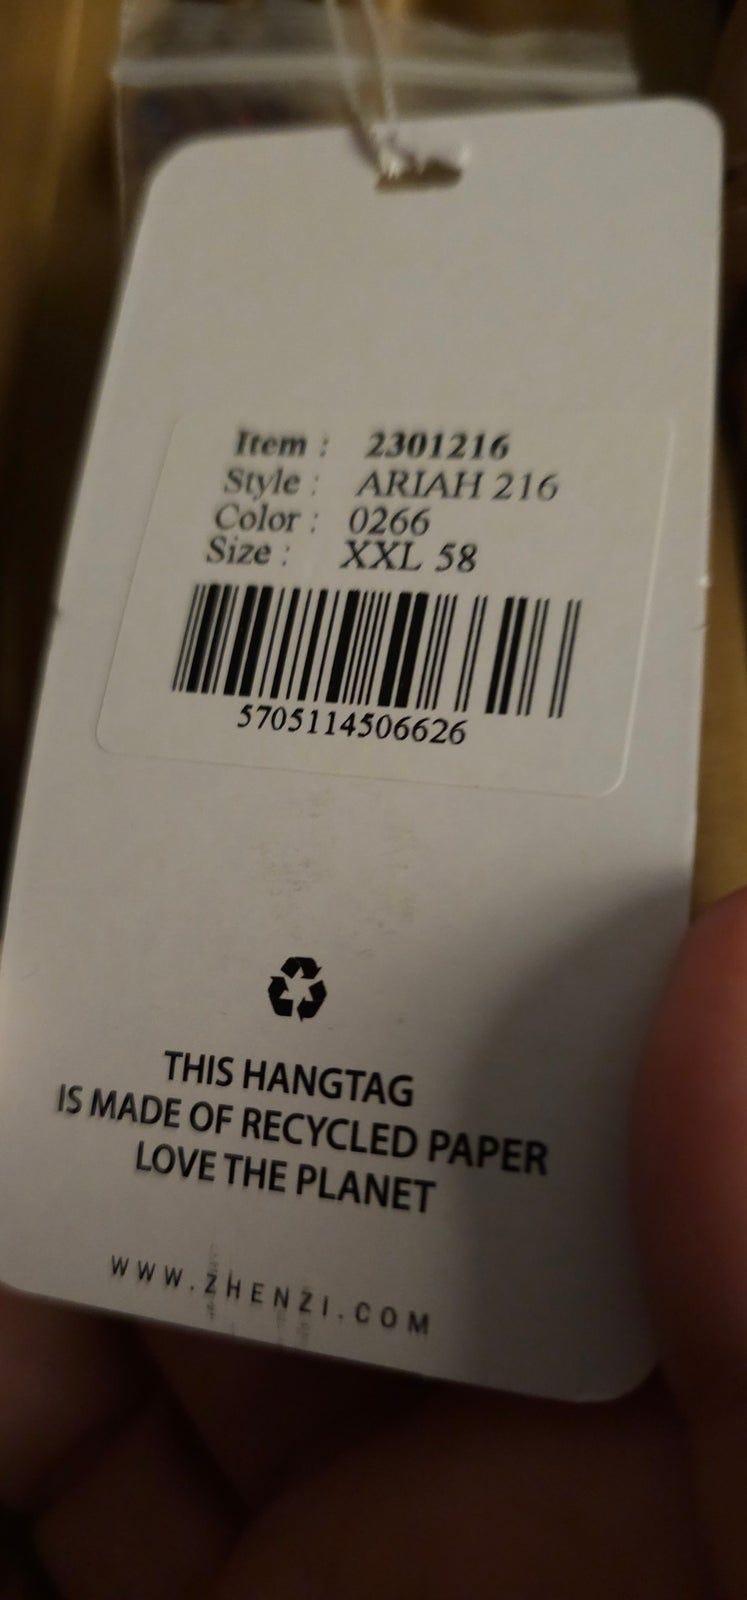 Item : 2301216
Style : ARIAH 216
Color : 0266
Size : XXL 58
5705114506626
THIS HANGTAG
IS MADE OF RECYCLED PAPER
LOVE THE PLANET
WWW.ZHENZI.COM